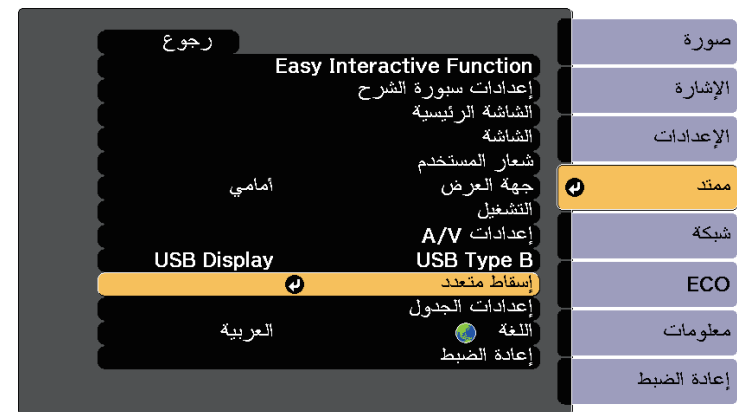 صورة
الإشارة
الإعدادات
ممتد
شبكة
ECO
معلومات
إعادة الضبط
رجوع
Easy Interactive Function
إعدادات سبورة الشرح
الشاشة الرئيسية
الشاشة
شعار المستخدم
جهة العرض أمامي
التشغيل
إعدادات A/V
USB Type B USB Display
إسقاط متعدد
إعدادات الجدول
اللغة العربية
إعادة الضبط